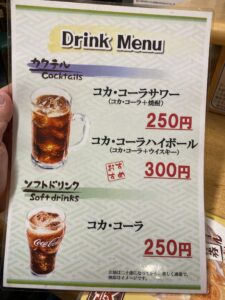 Drink Menu
カクテル
Cocktails
コカ・コーラサワー
(コカ・コーラ+焼酎)
250円
コカ・コーラハイボール
(コカ・コーラ+ウイスキー)
おすすめ
300円
ソフトドリンク
Soft drinks
コカ・コーラ
Coca-Cola
250円